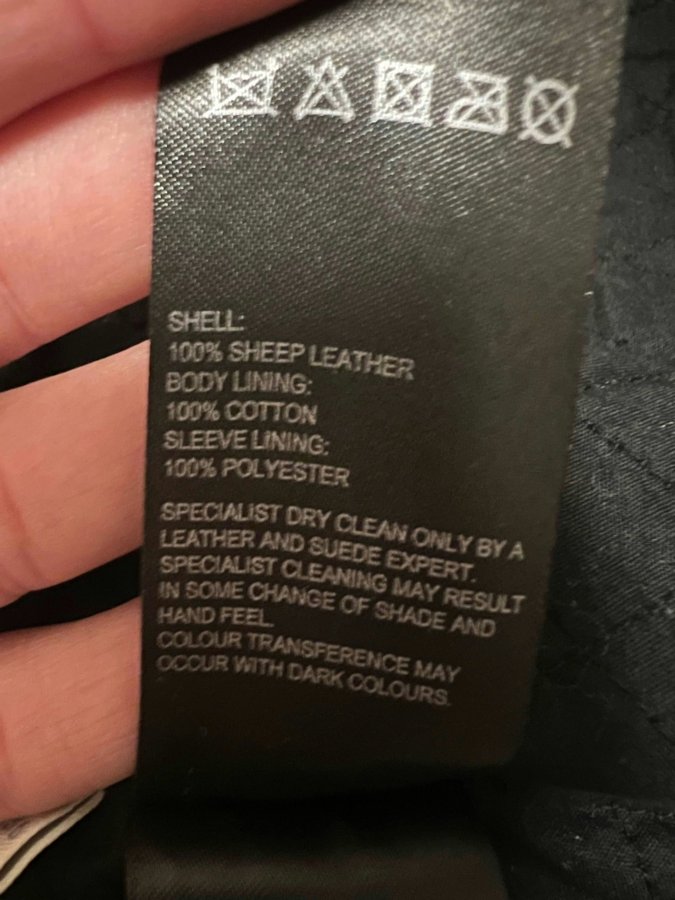 SHELL:
100% SHEEP LEATHER
BODY LINING:
100% COTTON
SLEEVE LINING:
100% POLYESTER
SPECIALIST DRY CLEAN ONLY BY A
LEATHER AND SUEDE EXPERT.
SPECIALIST CLEANING MAY RESULT
IN SOME CHANGE OF SHADE AND
HAND FEEL.
COLOUR TRANSFERENCE MAY
OCCUR WITH DARK COLOURS.